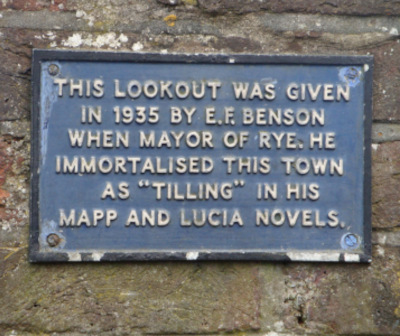 THIS LOOKOUT WAS GIVEN
IN 1935 BY E.F. BENSON
WHEN MAYOR OF RYE. HE
IMMORTALISED THIS TOWN
AS "TILLING" IN HIS
MAPP AND LUCIA NOVELS.